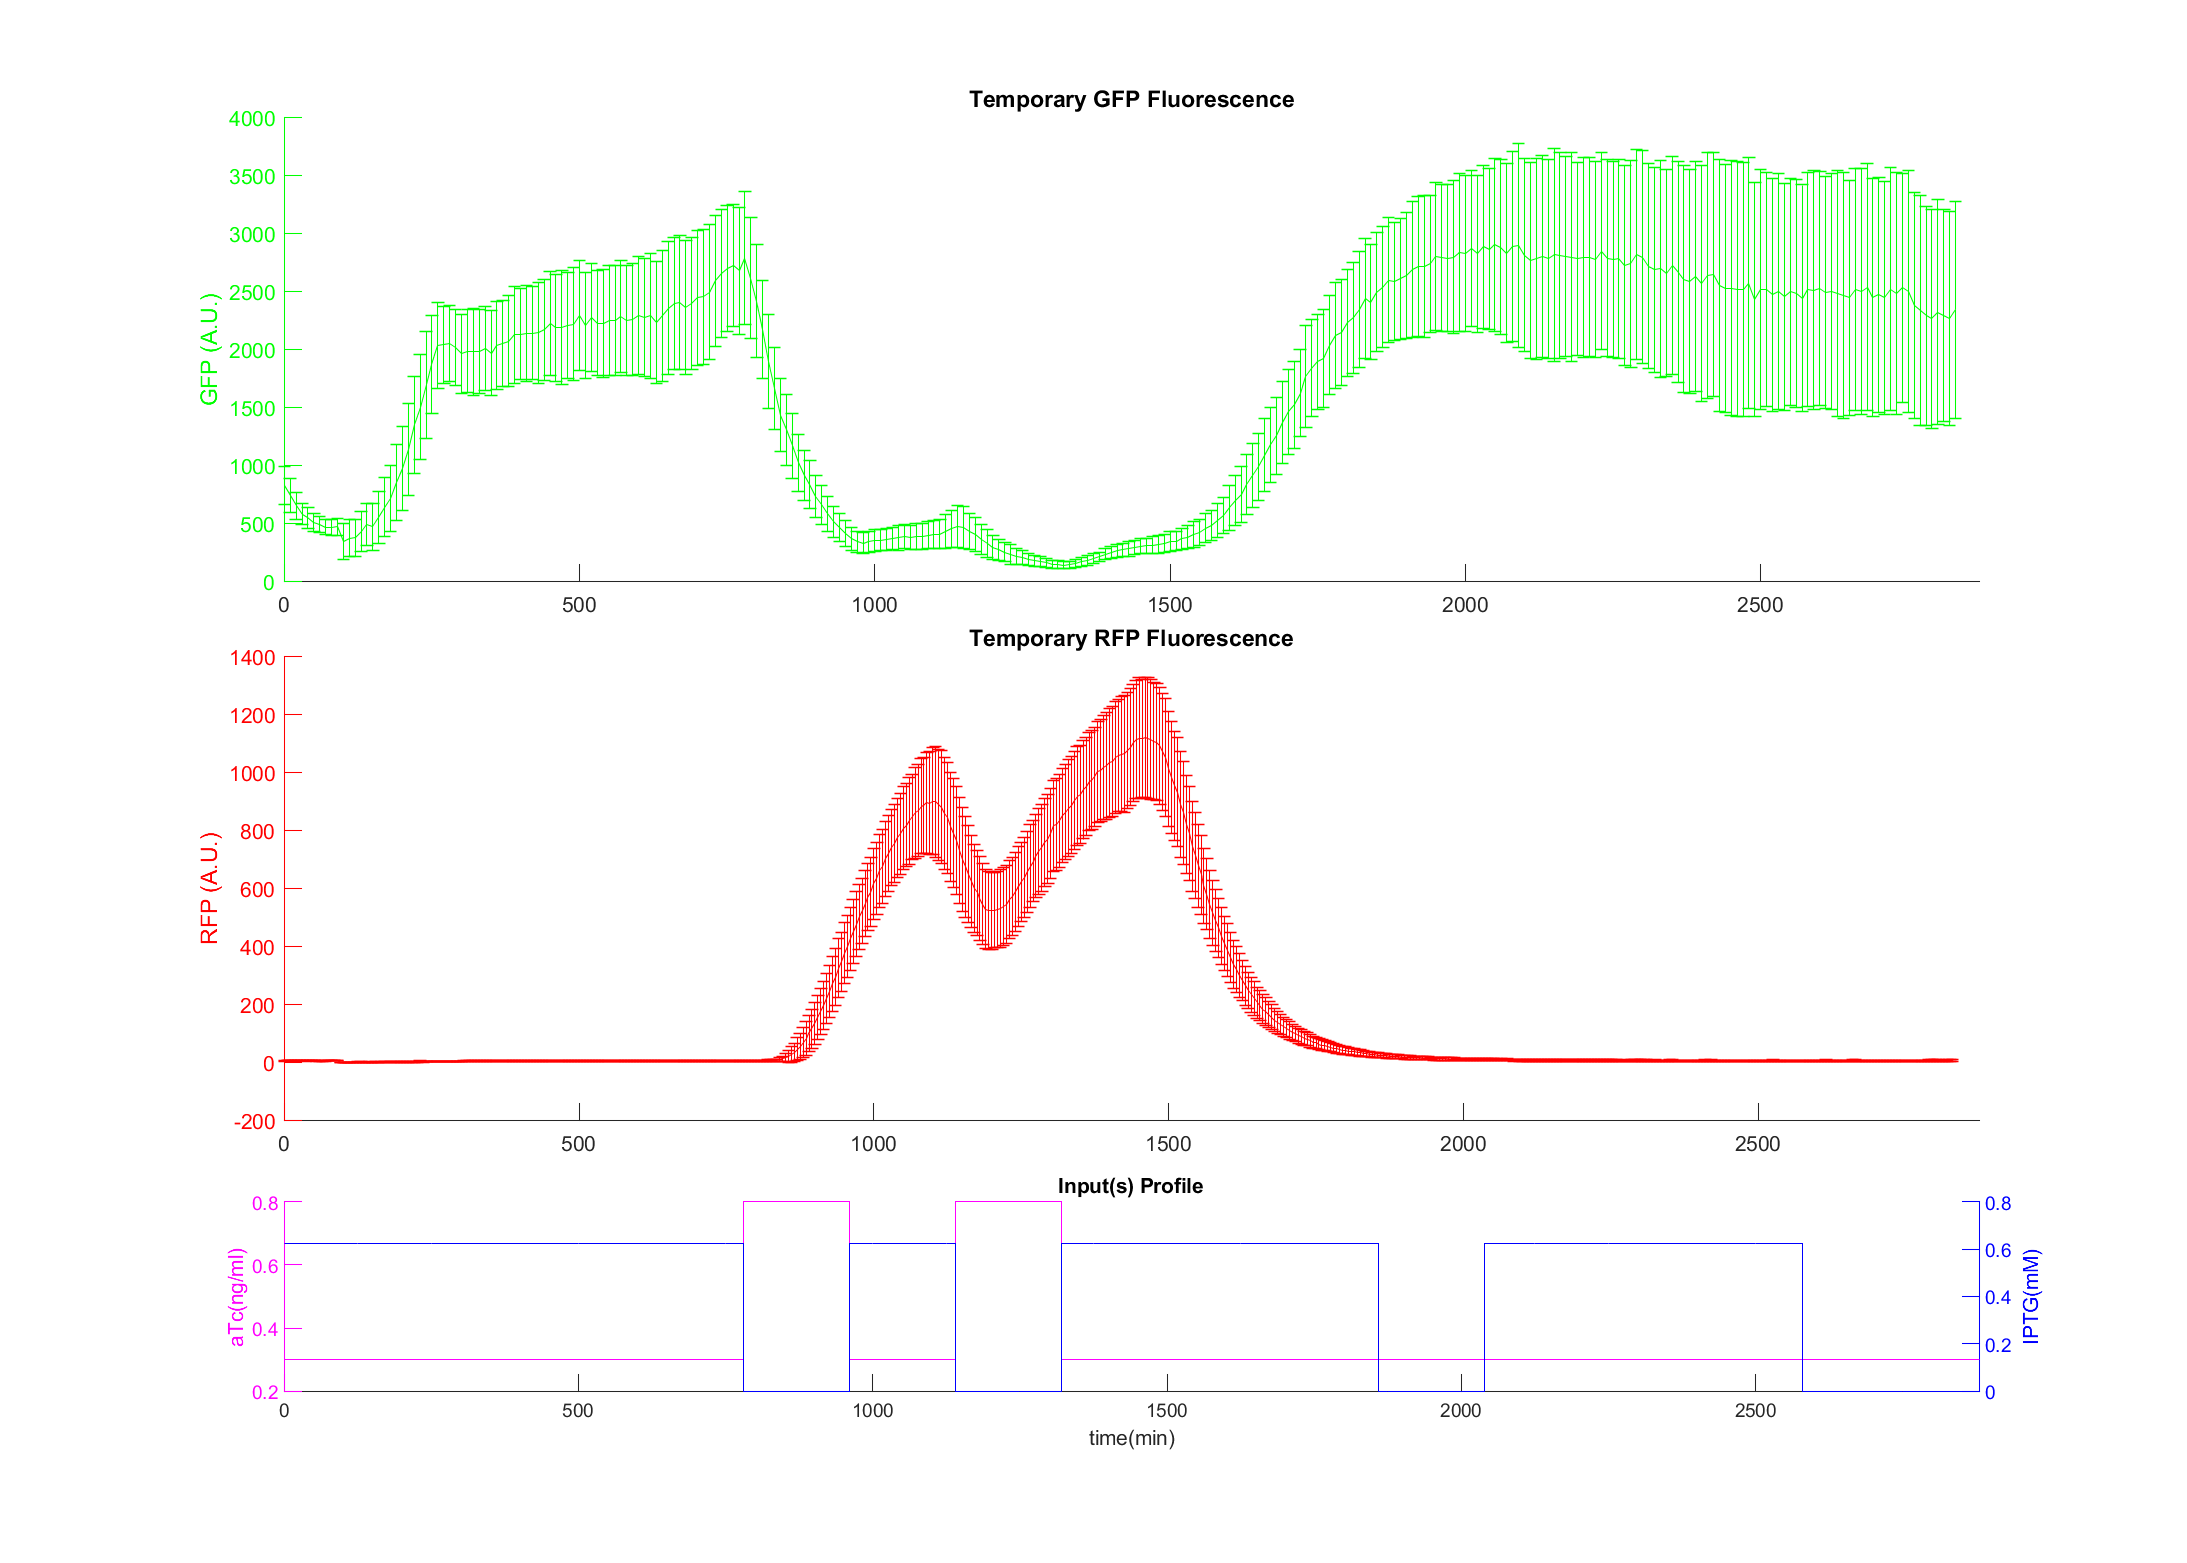 Temporary GFP Fluorescence
4000
3500
3000
2500
2000
1500
1000
500
0
GFP (A.U.)
0 500 1000 1500 2000 2500
Temporary RFP Fluorescence
1400
1200
1000
800
600
400
200
0
-200
RFP (A.U.)
0 500 1000 1500 2000 2500
Input(s) Profile
0.8
0.6
0.4
0.2
aTc(ng/ml)
0.8
0.6
0.4
0.2
0
IPTG(mM)
0 500 1000 1500 2000 2500
time(min)